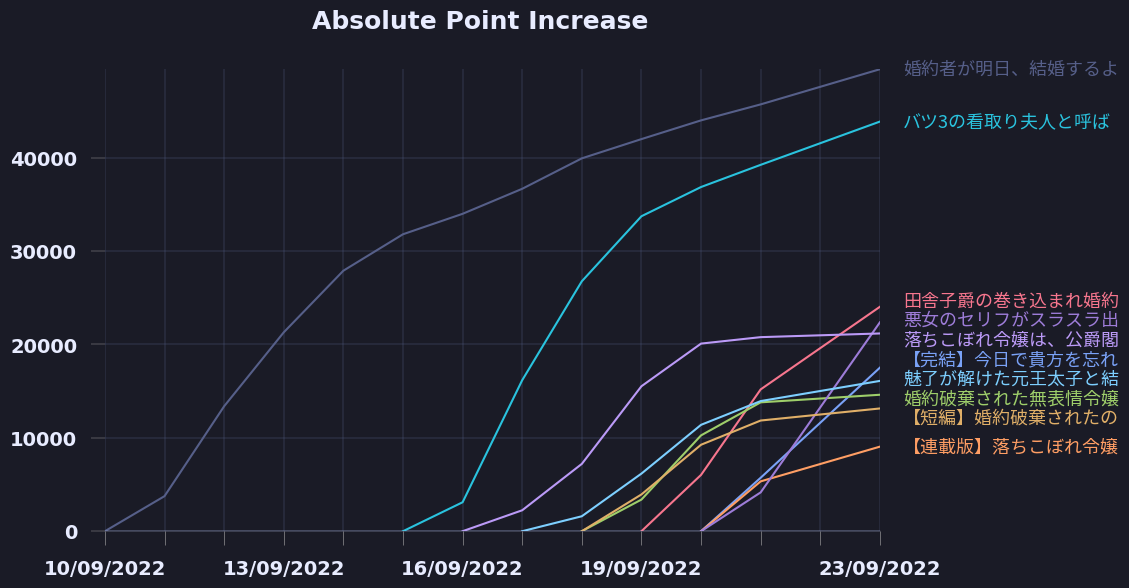 Absolute Point Increase
婚約者が明日、結婚するよ
バツ3の看取り夫人と呼ば
40000
30000
田舎子爵の巻き込まれ婚約
悪女のセリフがスラスラ出
20000
落ちこぼれ令嬢は、公爵閣
【完結】今日で貴方を忘れ
魅了が解けた元王太子と結
婚約破棄された無表情令嬢
【短編】婚約破棄されたの
10000
【連載版】落ちこぼれ令嬢
0
10/09/2022 13/09/2022 16/09/2022 19/09/2022 23/09/2022